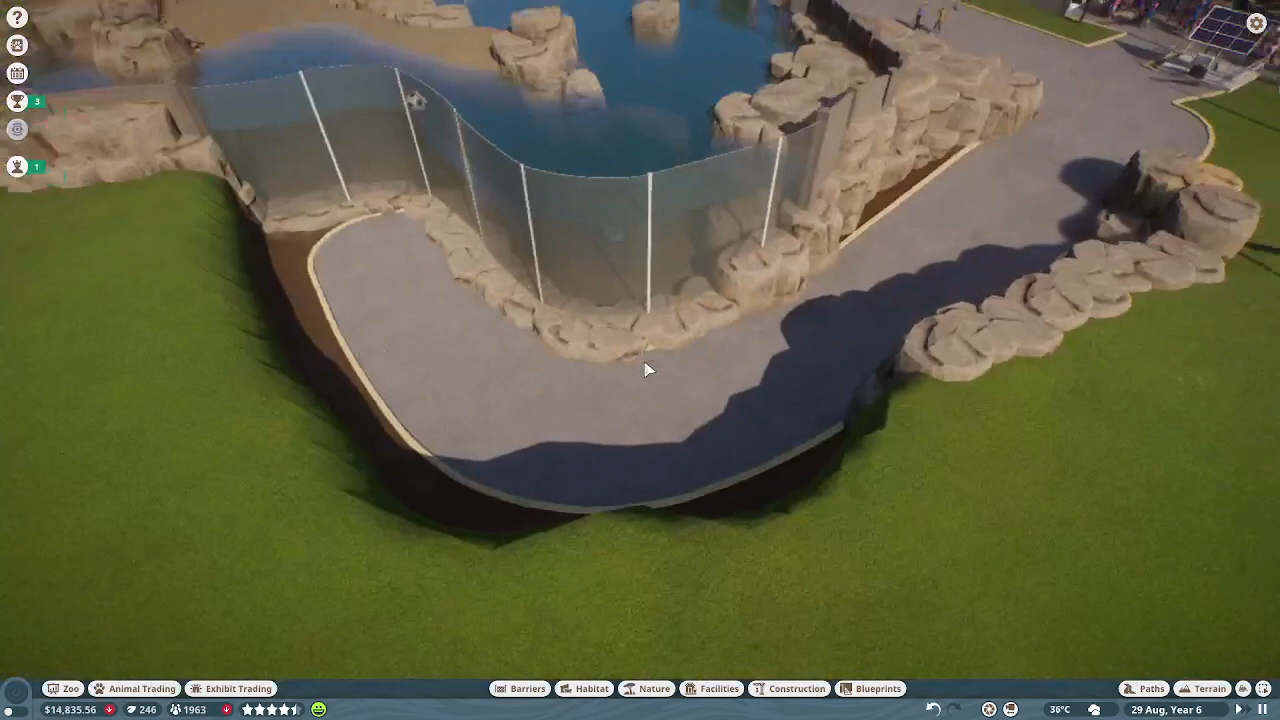 ?
3
1
Zoo
Animal Trading
Exhibit Trading
Barriers
Habitat
Nature
Facilities
Construction
Blueprints
Paths
Terrain
$14,835.56
246
1963
36°C
29 Aug, Year 6